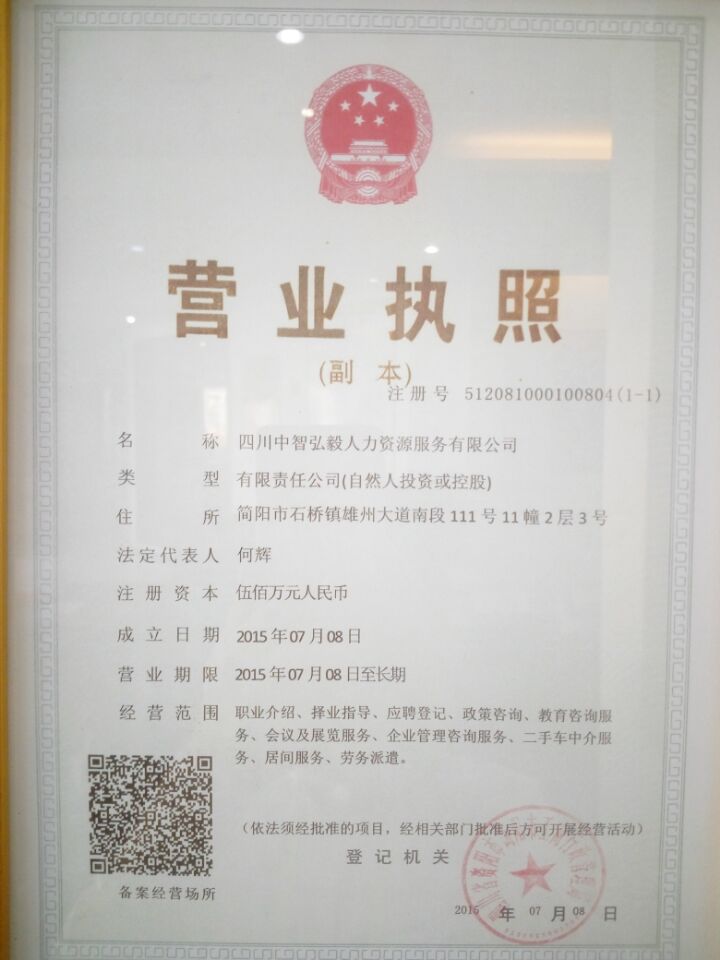 营业执照
(副 本)
注册号 512081000100804(1-1)
名称 四川中智弘毅人力资源服务有限公司
类型 有限责任公司(自然人投资或控股)
住所 简阳市石桥镇雄州大道南段111号11幢2层3号
法定代表人 何辉
注册资本 伍佰万元人民币
成立日期 2015年07月08日
营业期限 2015年07月08日至长期
经营范围 职业介绍、择业指导、应聘登记、政策咨询、教育咨询服
务、会议及展览服务、企业管理咨询服务、二手车中介服
务、居间服务、劳务派遣。
(依法须经批准的项目，经相关部门批准后方可开展经营活动)
登记机关
备案经营场所
2015 年 07 月 08 日